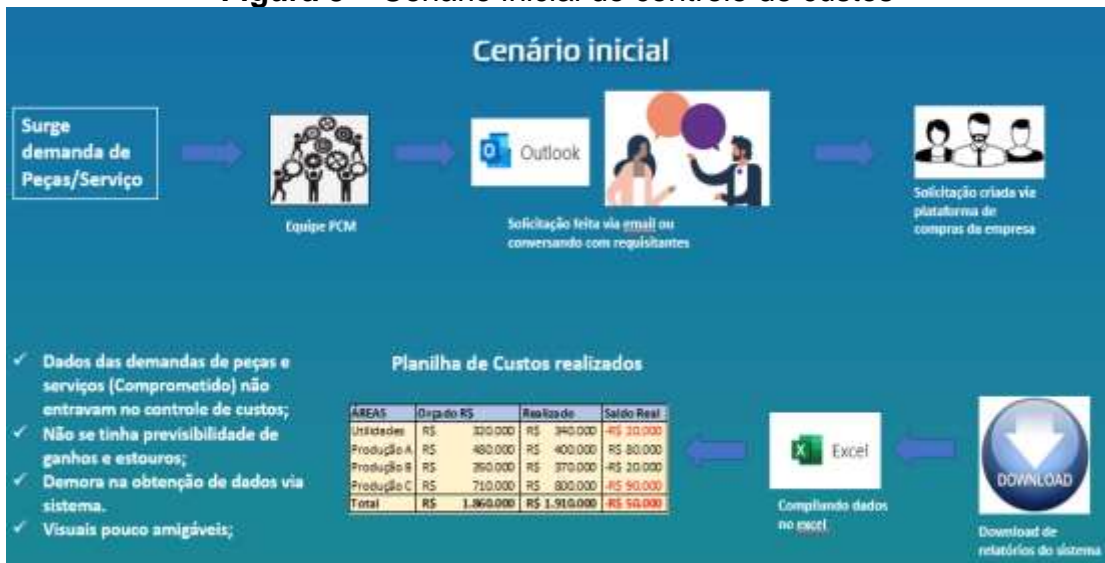 Figura – Cenário inicial do controle de custos
Cenário inicial
Surge
demanda de
Peças/Serviço
Equipe PCM
Outlook
Solicitação feita via email ou
conversando com requisitantes
Solicitação criada via
plataforma de
compras da empresa
✓ Dados das demandas de peças e
serviços (Comprometido) não
entravam no controle de custos;
✓ Não se tinha previsibilidade de
ganhos e estouros;
✓ Demora na obtenção de dados via
sistema.
✓ Visuais pouco amigáveis;
Planilha de Custos realizados
ÁREAS Orçado R$ Realizado Saldo Real
Utilidades R$ 320.000 R$ 340.000 -R$ 20.000
Produção A R$ 480.000 R$ 400.000 R$ 80.000
Produção B R$ 350.000 R$ 370.000 -R$ 20.000
Produção C R$ 710.000 R$ 800.000 -R$ 90.000
Total R$ 1.860.000 R$ 1.910.000 -R$ 50.000
Excel
Compilando dados
no excel
DOWNLOAD
Download de
relatórios do sistema